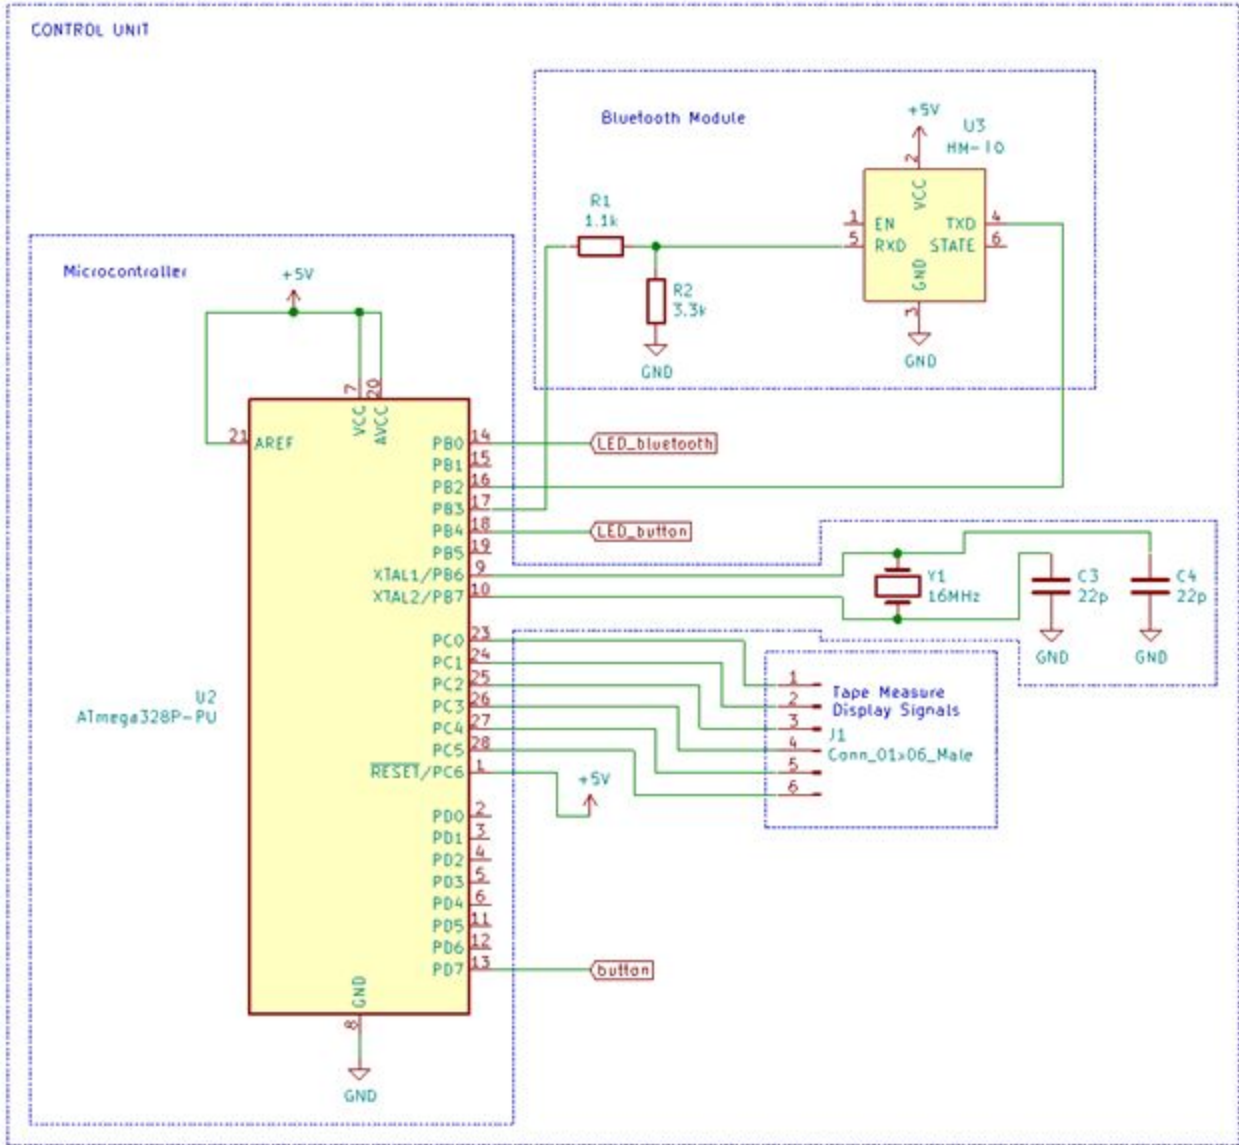 CONTROL UNIT
Bluetooth Module
+5V
U3
HM-10
2
VCC
R1
1.1k
1 EN TXD 4
5 RXD STATE 6
GND
3
GND
R2
3.3k
GND
Microcontroller
+5V
7 20
VCC AVCC
21 AREF
PB0 14 LED_bluetooth
PB1 15
PB2 16
PB3 17
PB4 18 LED_button
PB5 19
XTAL1/PB6 9
XTAL2/PB7 10
Y1
16MHz
C3
22p
C4
22p
GND GND
PC0 23
PC1 24
PC2 25
PC3 26
PC4 27
PC5 28
RESET/PC6 1
+5V
1
2
3
4
5
6
Tape Measure
Display Signals
J1
Conn_01x06_Male
U2
ATmega328P-PU
PD0 2
PD1 3
PD2 4
PD3 5
PD4 6
PD5 11
PD6 12
PD7 13 button
GND
8
GND